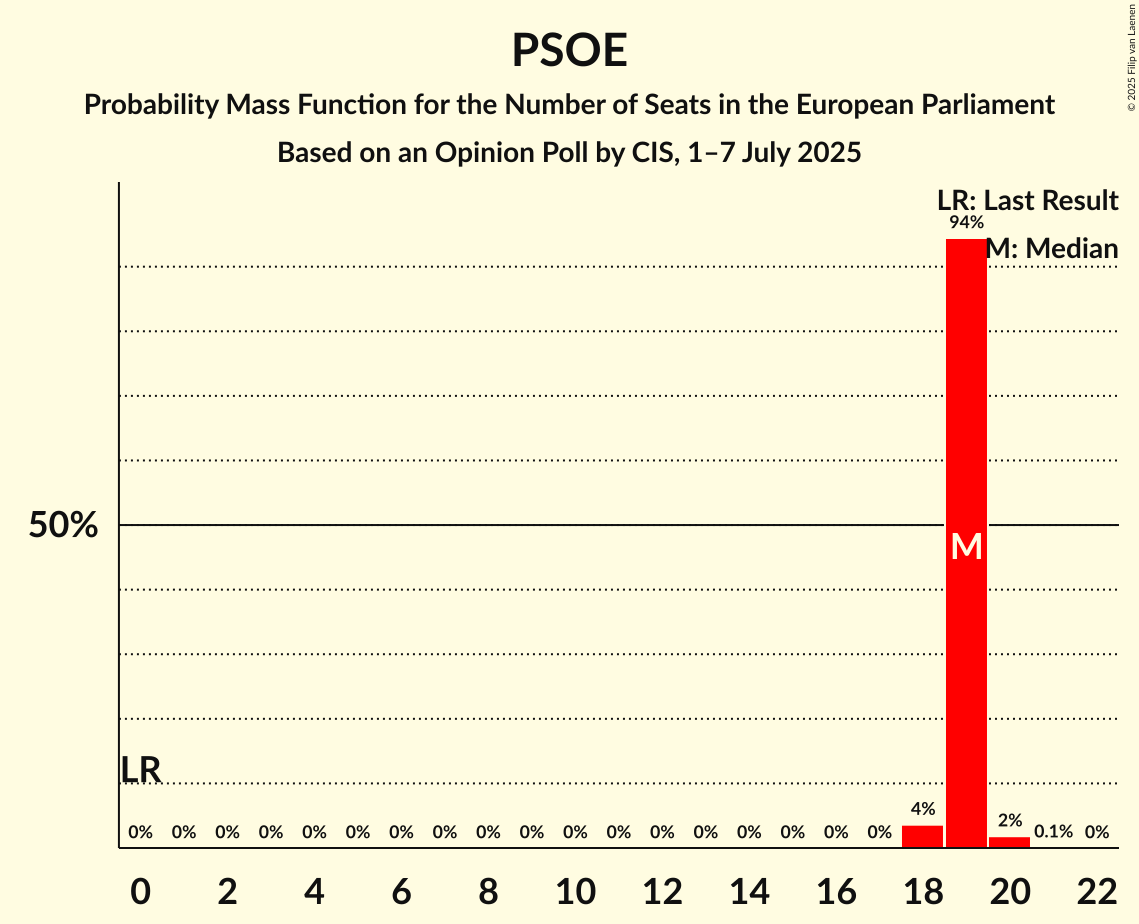 PSOE
Probability Mass Function for the Number of Seats in the European Parliament
Based on an Opinion Poll by CIS, 1–7 July 2025
© 2025 Filip van Laenen
LR: Last Result
94%
M: Median
50%
M
LR
0% 0% 0% 0% 0% 0% 0% 0% 0% 0% 0% 0% 0% 0% 0% 0% 0% 0% 4% 2% 0.1% 0%
0 2 4 6 8 10 12 14 16 18 20 22